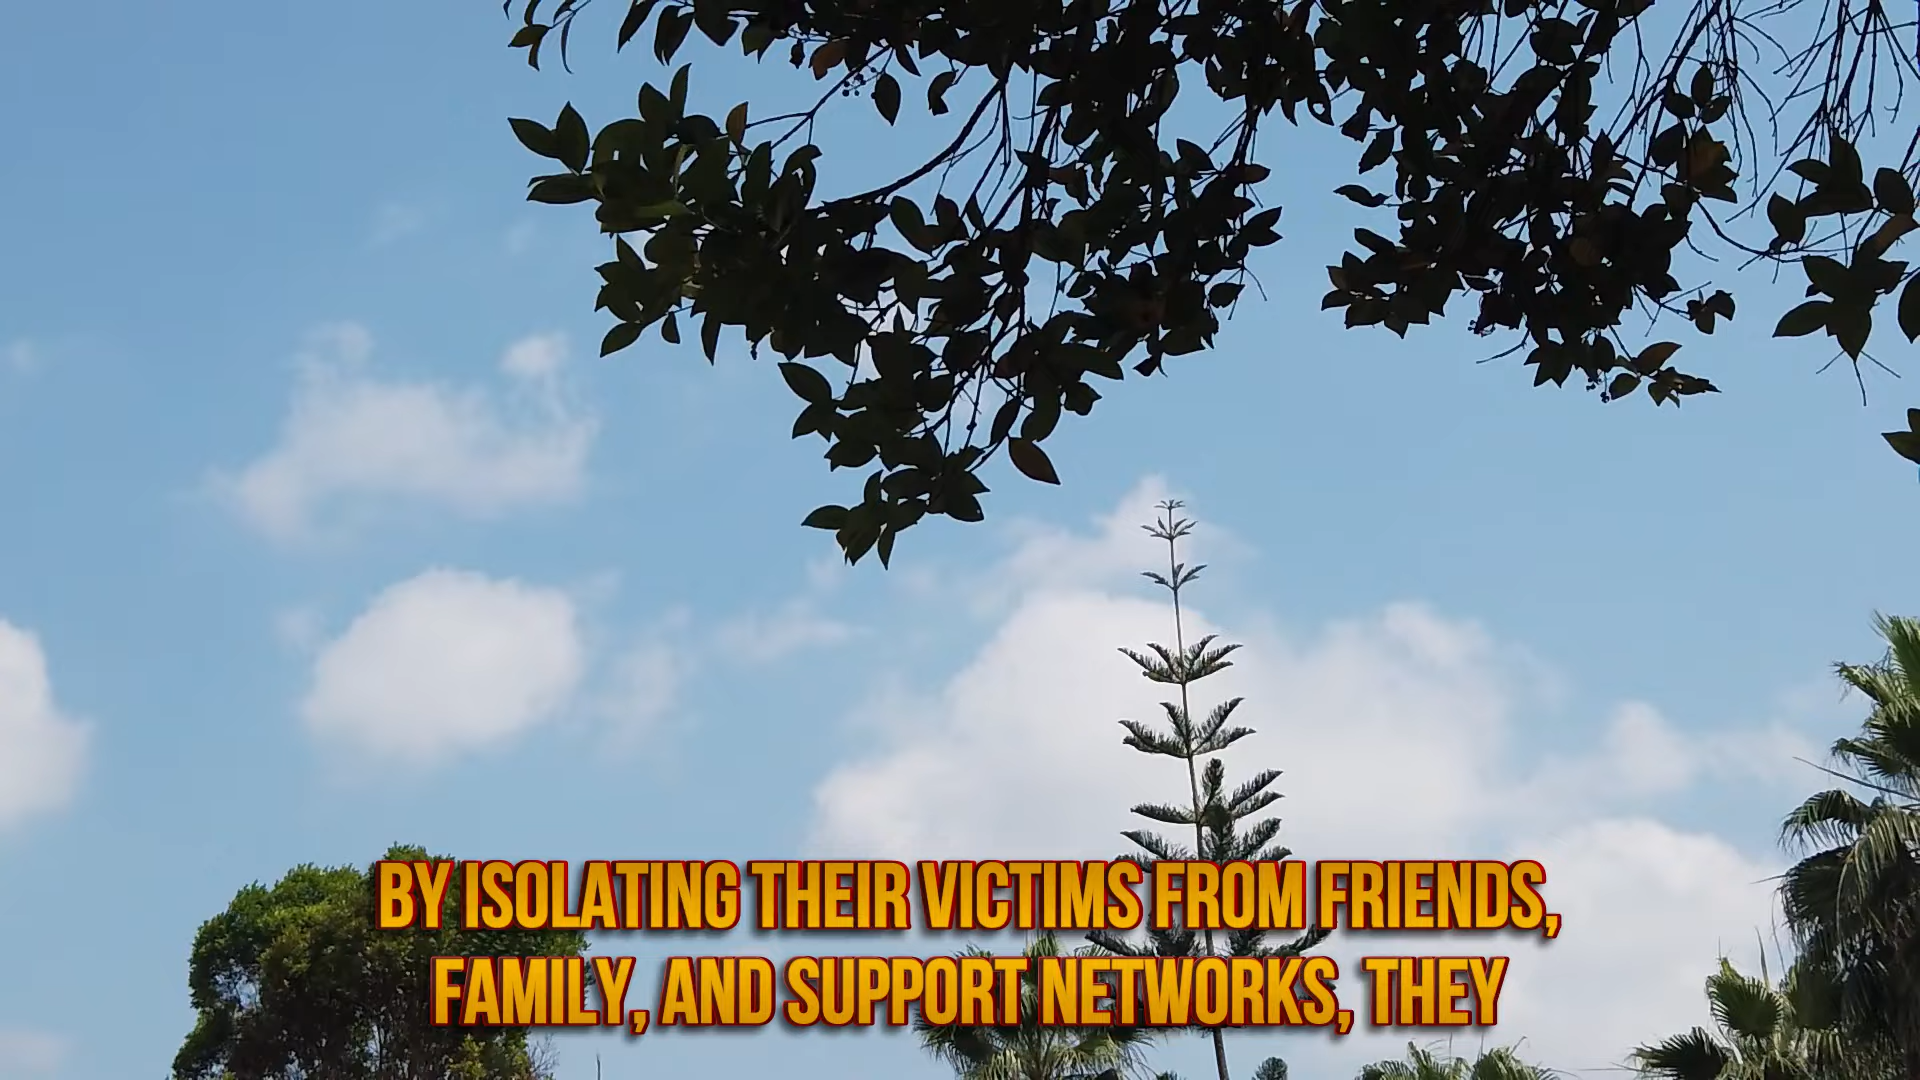 BY ISOLATING THEIR VICTIMS FROM FRIENDS,
FAMILY, AND SUPPORT NETWORKS, THEY